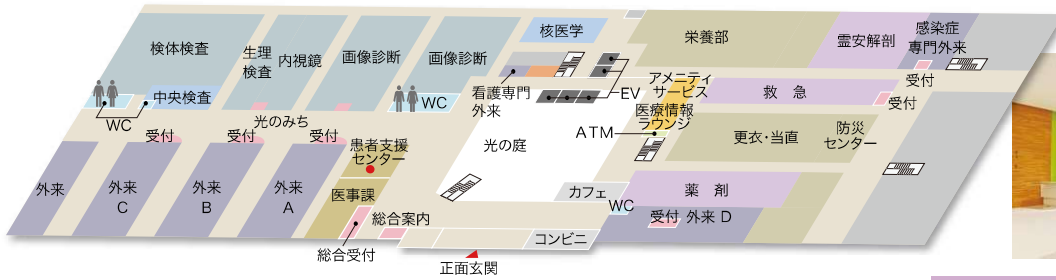 検体検査
生理
検査
内視鏡
画像診断
画像診断
核医学
栄養部
霊安解剖
感染症
専門外来
受付
中央検査
WC
WC
看護専門
外来
EV
アメニティ
サービス
医療情報
ラウンジ
ATM
救 急
受付
光のみち
受付
受付
受付
患者支援
センター
光の庭
更衣・当直
防災
センター
外来
外来
C
外来
B
外来
A
医事課
カフェ
WC
薬 剤
受付
外来 D
総合案内
総合受付
コンビニ
正面玄関